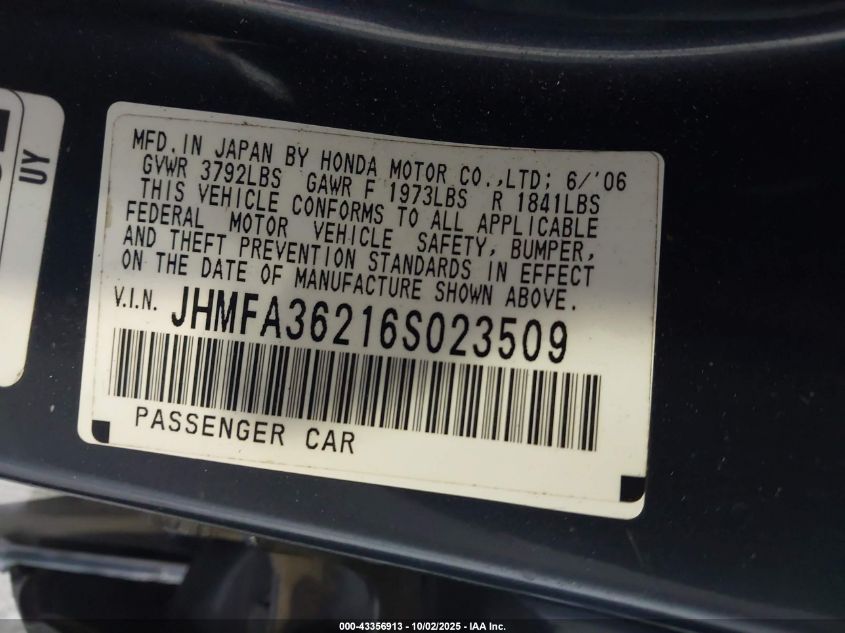 UY
MFD. IN JAPAN BY HONDA MOTOR CO.,LTD; 6/'06
GVWR 3792LBS GAWR F 1973LBS R 1841LBS
THIS VEHICLE CONFORMS TO ALL APPLICABLE
FEDERAL MOTOR VEHICLE SAFETY, BUMPER,
AND THEFT PREVENTION STANDARDS IN EFFECT
ON THE DATE OF MANUFACTURE SHOWN ABOVE.
V.I.N. JHMFA36216S023509
PASSENGER CAR
000-43356913 - 10/02/2025 - IAA Inc.